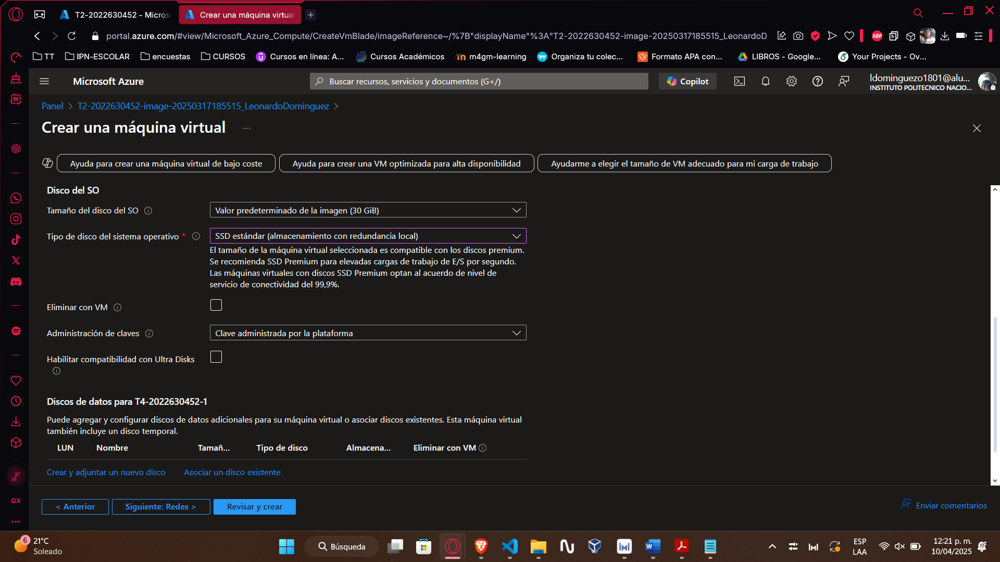 T2-2022630452 - Micros
Crear una máquina virtua
portal.azure.com/#view/Microsoft_Azure_Compute/CreateVmBlade/imageReference~/%7B"displayName"%3A"T2-2022630452-image-20250317185515_LeonardoD
ABP
TT
IPN-ESCOLAR
encuestas
CURSOS
Cursos en línea: A...
Cursos Académicos
m4gm-learning
Organiza tu colec...
Formato APA con...
LIBROS - Google...
Your Projects - Ov...
Microsoft Azure
Buscar recursos, servicios y documentos (G+/)
Copilot
ldominguezo1801@alu...
INSTITUTO POLITECNICO NACIO...
Panel > T2-2022630452-image-20250317185515_LeonardoDominguez >
Crear una máquina virtual ...
Ayuda para crear una máquina virtual de bajo coste
Ayuda para crear una VM optimizada para alta disponibilidad
Ayudarme a elegir el tamaño de VM adecuado para mi carga de trabajo
Disco del SO
Tamaño del disco del SO
Valor predeterminado de la imagen (30 GiB)
Tipo de disco del sistema operativo *
SSD estándar (almacenamiento con redundancia local)
El tamaño de la máquina virtual seleccionada es compatible con los discos premium.
Se recomienda SSD Premium para elevadas cargas de trabajo de E/S por segundo.
Las máquinas virtuales con discos SSD Premium optan al acuerdo de nivel de
servicio de conectividad del 99,9%.
Eliminar con VM
Administración de claves
Clave administrada por la plataforma
Habilitar compatibilidad con Ultra Disks
Discos de datos para T4-2022630452-1
Puede agregar y configurar discos de datos adicionales para su máquina virtual o asociar discos existentes. Esta máquina virtual
también incluye un disco temporal.
LUN
Nombre
Tamañ...
Tipo de disco
Almacena...
Eliminar con VM
Crear y adjuntar un nuevo disco
Asociar un disco existente
< Anterior
Siguiente: Redes >
Revisar y crear
Enviar comentarios
GX
6
21°C
Soleado
Búsqueda
ESP
LAA
12:21 p. m.
10/04/2025